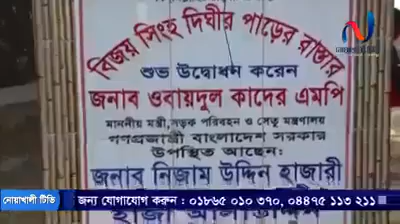 বিজয় সিংহ দিঘীর পাড়ের রাস্তার
শুভ উদ্বোধন করেন
জনাব ওবায়দুল কাদের এমপি
মাননীয় মন্ত্রী, সড়ক পরিবহন ও সেতু মন্ত্রণালয়
গণপ্রজাতন্ত্রী বাংলাদেশ সরকার
উপস্থিত আছেন:
জনাব নিজাম উদ্দিন হাজারী
নোয়াখালী টিভি
জন্য যোগাযোগ করুন : ০১৮৬৫ ০১০ ৩৭০, ০৪৪৭৫ ১১৩ ২১১